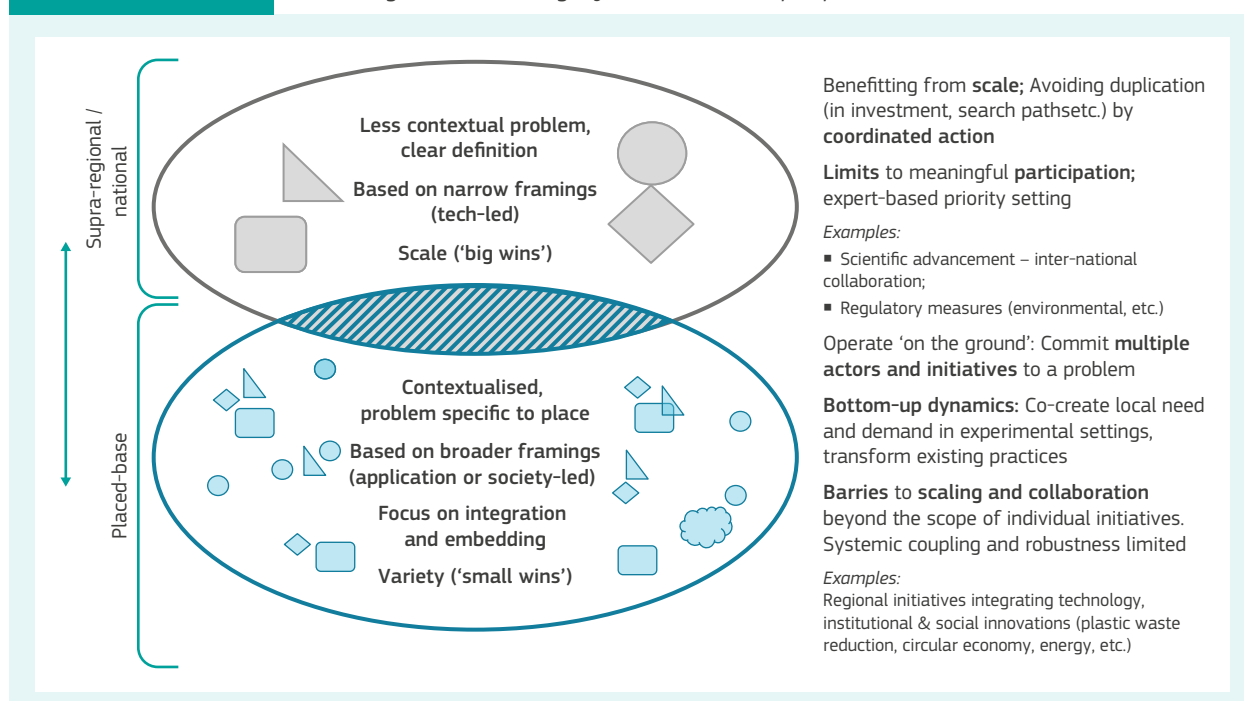 Supra-regional /
national
Less contextual problem,
clear definition
Based on narrow framings
(tech-led)
Scale (‘big wins’)
Placed-base
Contextualised,
problem specific to place
Based on broader framings
(application or society-led)
Focus on integration
and embedding
Variety (‘small wins’)
Benefitting from scale; Avoiding duplication
(in investment, search pathsetc.) by
coordinated action
Limits to meaningful participation;
expert-based priority setting
Examples:
▪ Scientific advancement – inter-national
collaboration;
▪ Regulatory measures (environmental, etc.)
Operate ‘on the ground’: Commit multiple
actors and initiatives to a problem
Bottom-up dynamics: Co-create local need
and demand in experimental settings,
transform existing practices
Barries to scaling and collaboration
beyond the scope of individual initiatives.
Systemic coupling and robustness limited
Examples:
Regional initiatives integrating technology,
institutional & social innovations (plastic waste
reduction, circular economy, energy, etc.)